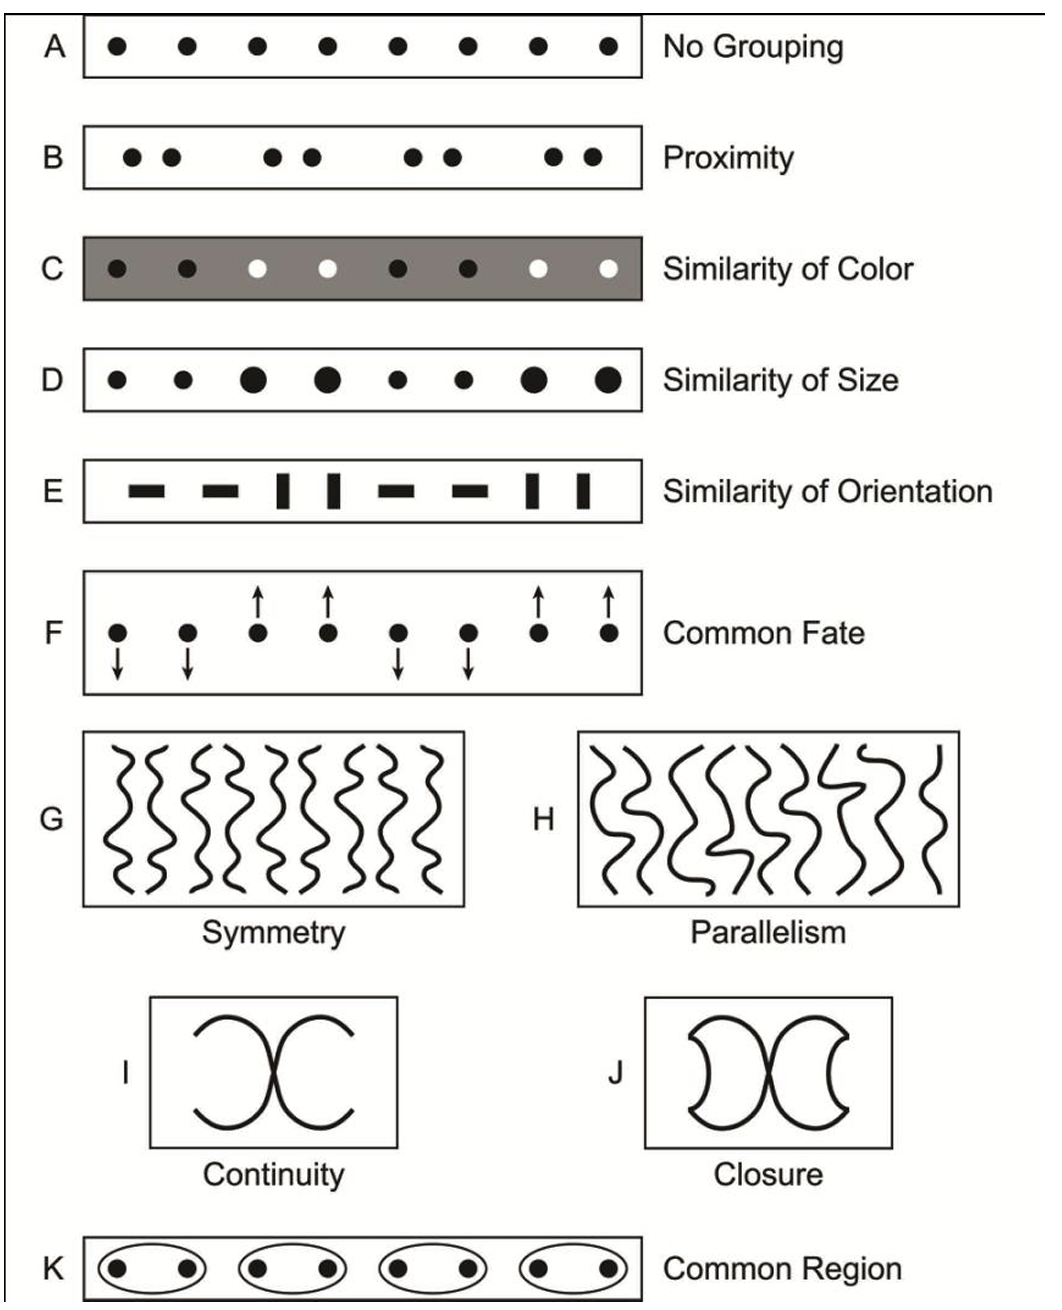 A No Grouping
B Proximity
C Similarity of Color
D Similarity of Size
E Similarity of Orientation
F Common Fate
G H
Symmetry Parallelism
I J
Continuity Closure
K Common Region